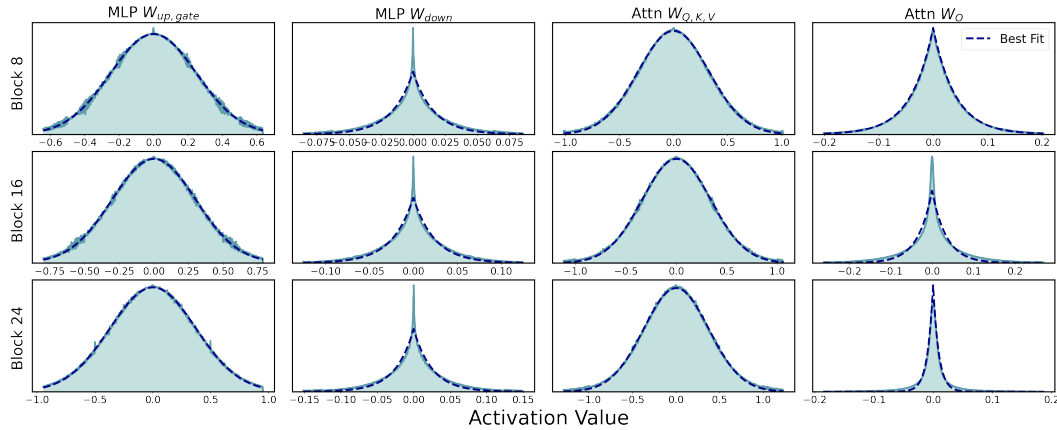 MLP W_up, gate
MLP W_down
Attn W_Q, K, V
Attn W_O
Block 8
Best Fit
−0.6 −0.4 −0.2 0.0 0.2 0.4 0.6
−0.075−0.050−0.025 0.000 0.025 0.050 0.075
−1.0 −0.5 0.0 0.5 1.0
−0.2 −0.1 0.0 0.1 0.2
Block 16
−0.75 −0.50 −0.25 0.00 0.25 0.50 0.75
−0.10 −0.05 0.00 0.05 0.10
−1.0 −0.5 0.0 0.5 1.0
−0.2 −0.1 0.0 0.1 0.2
Block 24
−1.0 −0.5 0.0 0.5 1.0
−0.15 −0.10 −0.05 0.00 0.05 0.10 0.15
−1.0 −0.5 0.0 0.5 1.0
−0.2 −0.1 0.0 0.1 0.2
Activation Value